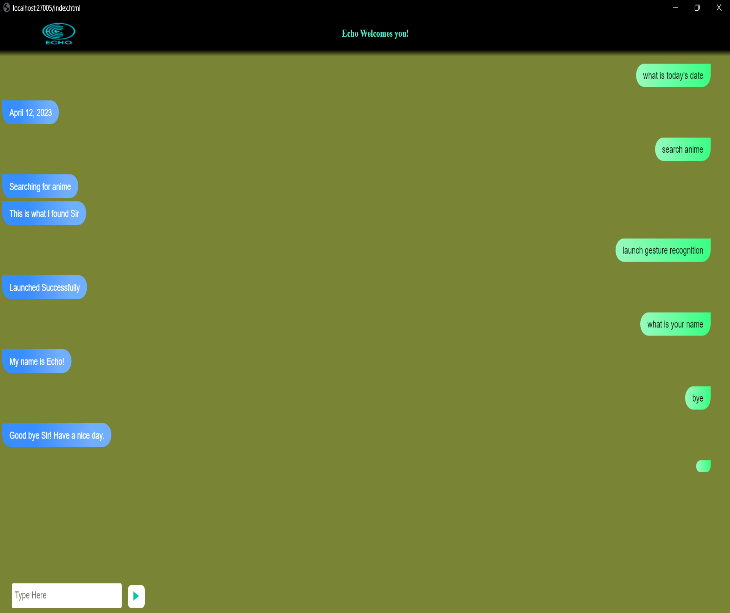 localhost:27005/index.html
ECHO
Echo Welcomes you!
what is today's date
April 12, 2023
search anime
Searching for anime
This is what I found Sir
launch gesture recognition
Launched Successfully
what is your name
My name is Echo!
bye
Good bye Sir! Have a nice day.
Type Here